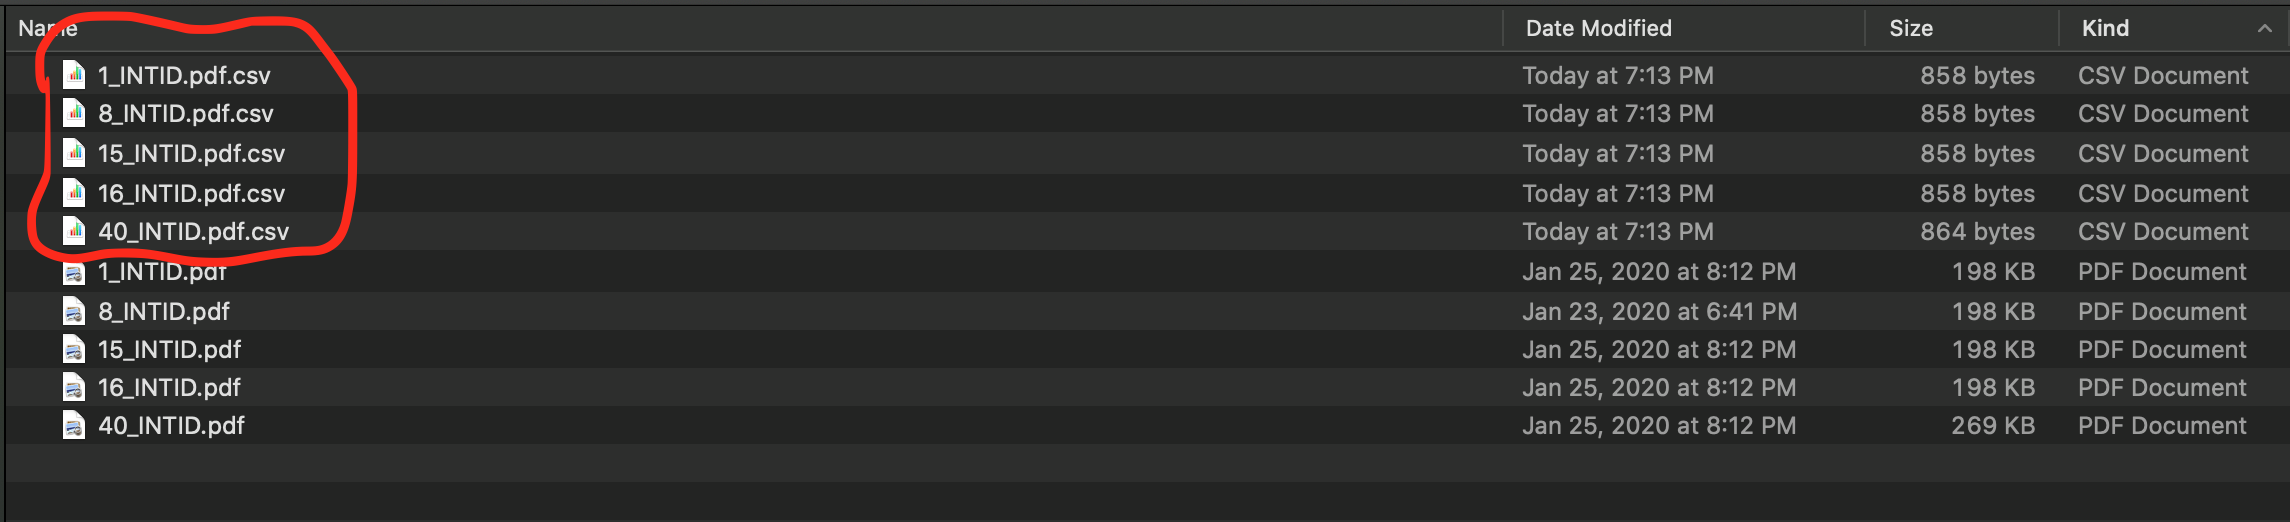 Name Date Modified Size Kind
1_INTID.pdf.csv Today at 7:13 PM 858 bytes CSV Document
8_INTID.pdf.csv Today at 7:13 PM 858 bytes CSV Document
15_INTID.pdf.csv Today at 7:13 PM 858 bytes CSV Document
16_INTID.pdf.csv Today at 7:13 PM 858 bytes CSV Document
40_INTID.pdf.csv Today at 7:13 PM 864 bytes CSV Document
1_INTID.pdf Jan 25, 2020 at 8:12 PM 198 KB PDF Document
8_INTID.pdf Jan 23, 2020 at 6:41 PM 198 KB PDF Document
15_INTID.pdf Jan 25, 2020 at 8:12 PM 198 KB PDF Document
16_INTID.pdf Jan 25, 2020 at 8:12 PM 198 KB PDF Document
40_INTID.pdf Jan 25, 2020 at 8:12 PM 269 KB PDF Document